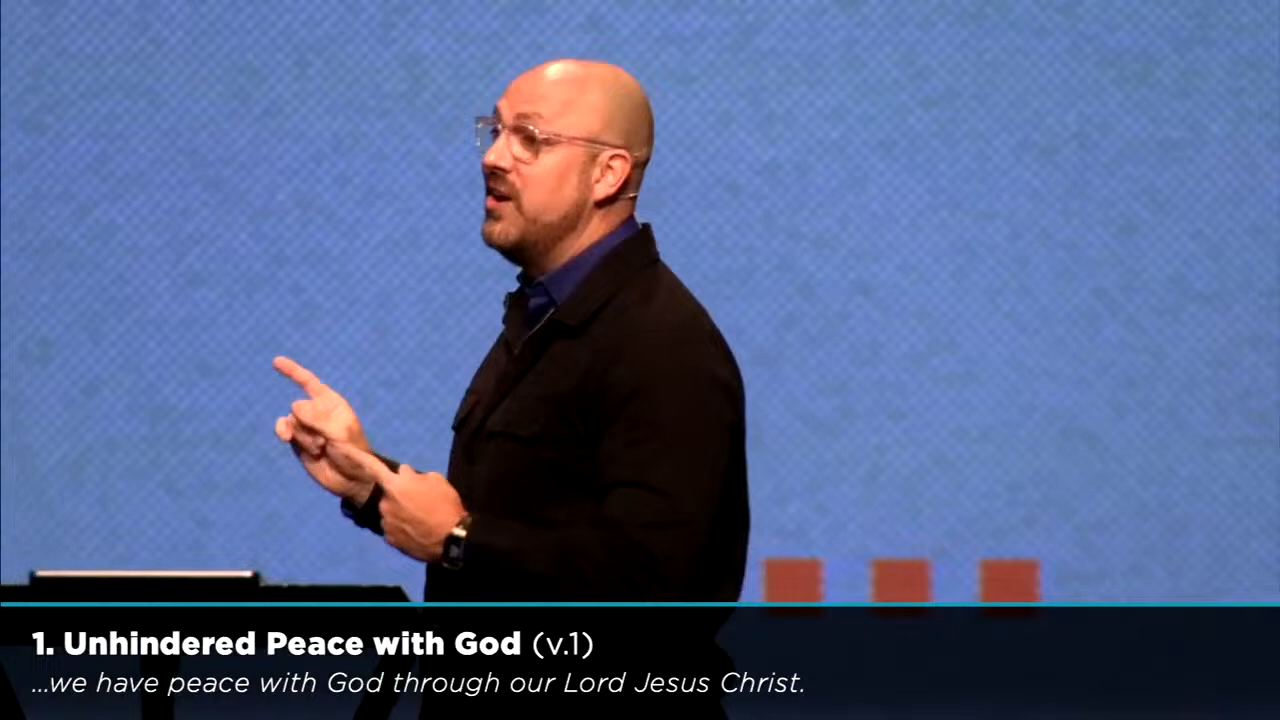 1. Unhindered Peace with God (v.1)
...we have peace with God through our Lord Jesus Christ.